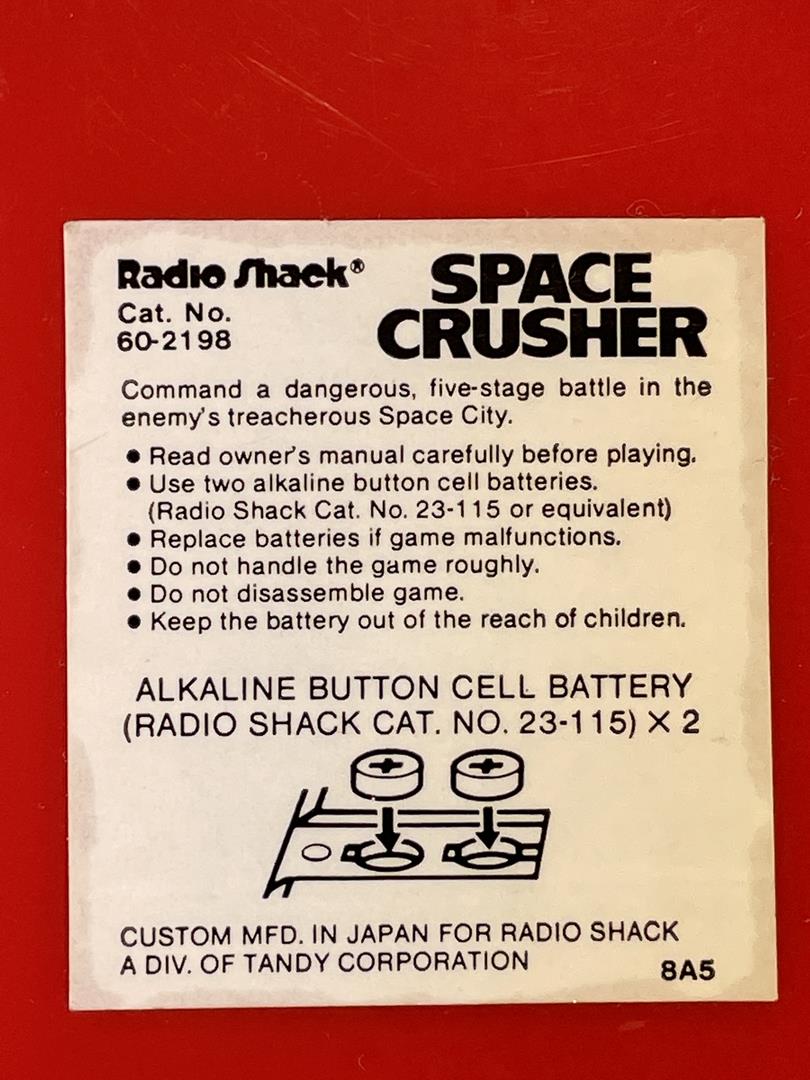 Radio Shack®
SPACE
CRUSHER
Cat. No.
60-2198
Command a dangerous, five-stage battle in the
enemy's treacherous Space City.
● Read owner's manual carefully before playing.
● Use two alkaline button cell batteries.
(Radio Shack Cat. No. 23-115 or equivalent)
● Replace batteries if game malfunctions.
● Do not handle the game roughly.
● Do not disassemble game.
● Keep the battery out of the reach of children.
ALKALINE BUTTON CELL BATTERY
(RADIO SHACK CAT. NO. 23-115) X 2
+ +
CUSTOM MFD. IN JAPAN FOR RADIO SHACK
A DIV. OF TANDY CORPORATION
8A5